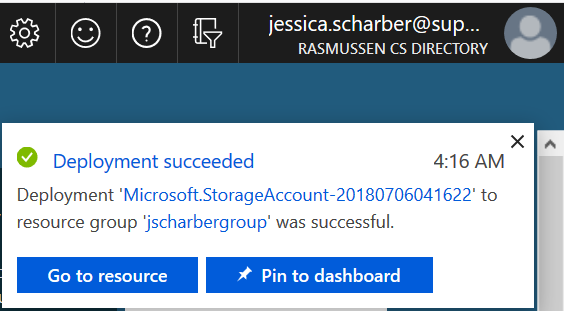 jessica.scharber@sup...
RASMUSSEN CS DIRECTORY
Deployment succeeded 4:16 AM
Deployment 'Microsoft.StorageAccount-20180706041622' to
resource group 'jscharbergroup' was successful.
Go to resource Pin to dashboard